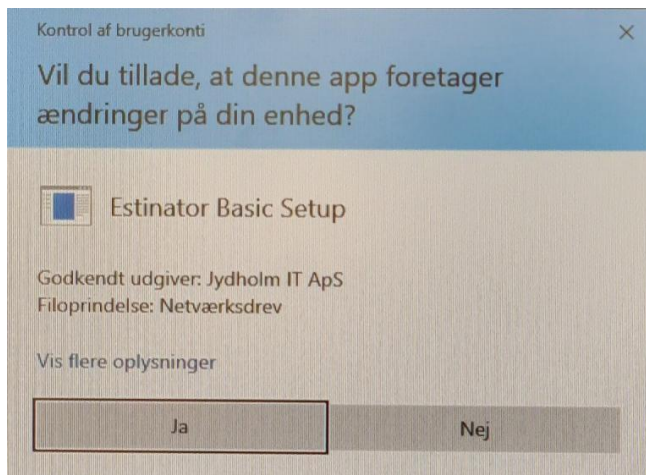 Kontrol af brugerkonti
Vil du tillade, at denne app foretager
ændringer på din enhed?
Estinator Basic Setup
Godkendt udgiver: Jydholm IT ApS
Filoprindelse: Netværksdrev
Vis flere oplysninger
Ja
Nej